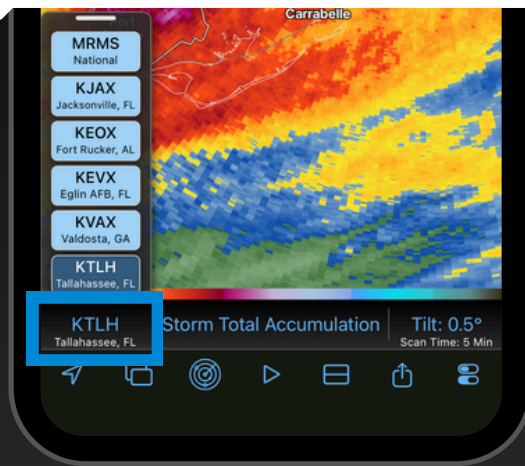 Carrabelle
MRMS
National
KJAX
Jacksonville, FL
KEOX
Fort Rucker, AL
KEVX
Eglin AFB, FL
KVAX
Valdosta, GA
KTLH
Tallahassee, FL
KTLH
Tallahassee, FL
Storm Total Accumulation
Tilt: 0.5°
Scan Time: 5 Min